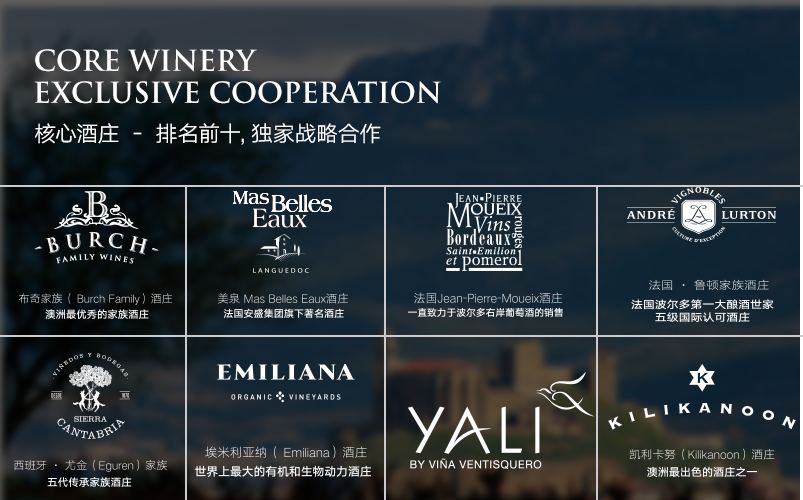 CORE WINERY
EXCLUSIVE COOPERATION
核心酒庄 - 排名前十, 独家战略合作
B
-BURCH-
FAMILY WINES
布奇家族（ Burch Family）酒庄
澳洲最优秀的家族酒庄
Mas Belles
Eaux
LANGUEDOC
美泉 Mas Belles Eaux酒庄
法国安盛集团旗下著名酒庄
JEAN•PIERRE
MOUEIX
Vins
Bordeaux
rouges
Saint-Emilion
et pomerol
法国Jean-Pierre-Moueix酒庄
一直致力于波尔多右岸葡萄酒的销售
VIGNOBLES
ANDRÉ LURTON
CULTURE D'EXCEPTION
法国 · 鲁顿家族酒庄
法国波尔多第一大酿酒世家
五级国际认可酒庄
VIÑEDOS Y BODEGAS
DESDE 1870
SIERRA
CANTABRIA
西班牙 · 尤金（Eguren）家族
五代传承家族酒庄
EMILIANA
ORGANIC VINEYARDS
埃米利亚纳（ Emiliana）酒庄
世界上最大的有机和生物动力酒庄
YALI
BY VIÑA VENTISQUERO
K
KILIKANOON
凯利卡努（Kilikanoon）酒庄
澳洲最出色的酒庄之一